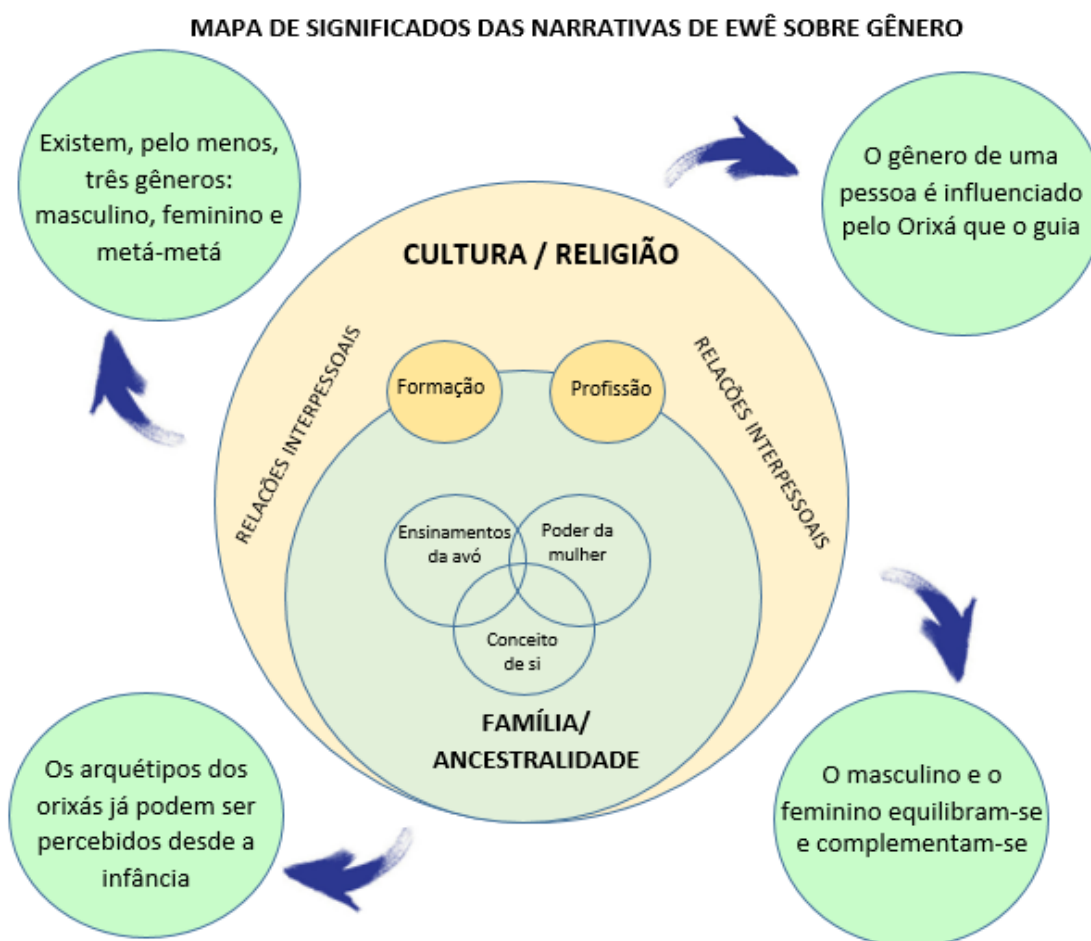 MAPA DE SIGNIFICADOS DAS NARRATIVAS DE EWÊ SOBRE GÊNERO
Existem, pelo menos,
três gêneros:
masculino, feminino e
metá-metá
O gênero de uma
pessoa é influenciado
pelo Orixá que o guia
CULTURA / RELIGIÃO
RELAÇÕES INTERPESSOAIS
RELAÇÕES INTERPESSOAIS
Formação
Profissão
Ensinamentos
da avó
Poder da
mulher
Conceito
de si
FAMÍLIA/
ANCESTRALIDADE
Os arquétipos dos
orixás já podem ser
percebidos desde a
infância
O masculino e o
feminino equilibram-se
e complementam-se